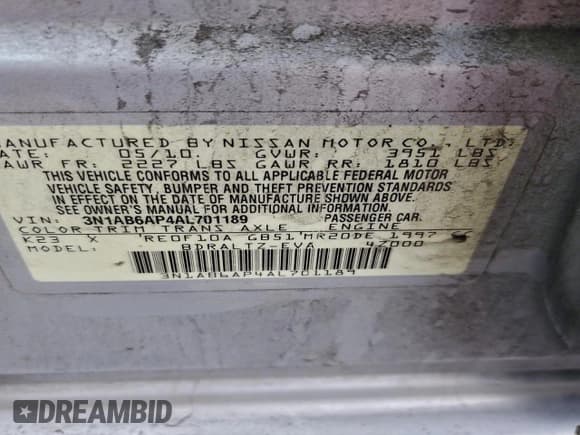 MANUFACTURED BY NISSAN MOTOR CO., LTD.
DATE: 05/10 GVWR: 3951 LBS
GAWR FR: 2227 LBS GAWR RR: 1810 LBS
THIS VEHICLE CONFORMS TO ALL APPLICABLE FEDERAL MOTOR
VEHICLE SAFETY, BUMPER AND THEFT PREVENTION STANDARDS
IN EFFECT ON THE DATE OF MANUFACTURE SHOWN ABOVE.
SEE OWNER'S MANUAL FOR ADDITIONAL INFORMATION.
VIN: 3N1AB6AP4AL701189 PASSENGER CAR.
COLOR TRIM TRANS AXLE ENGINE
K23 X RE0F10A GB51 MR20DE 1997 CC
MODEL: BDRALTZ-EVA 47000
3N1AB6AP4AL701189
DREAMBID